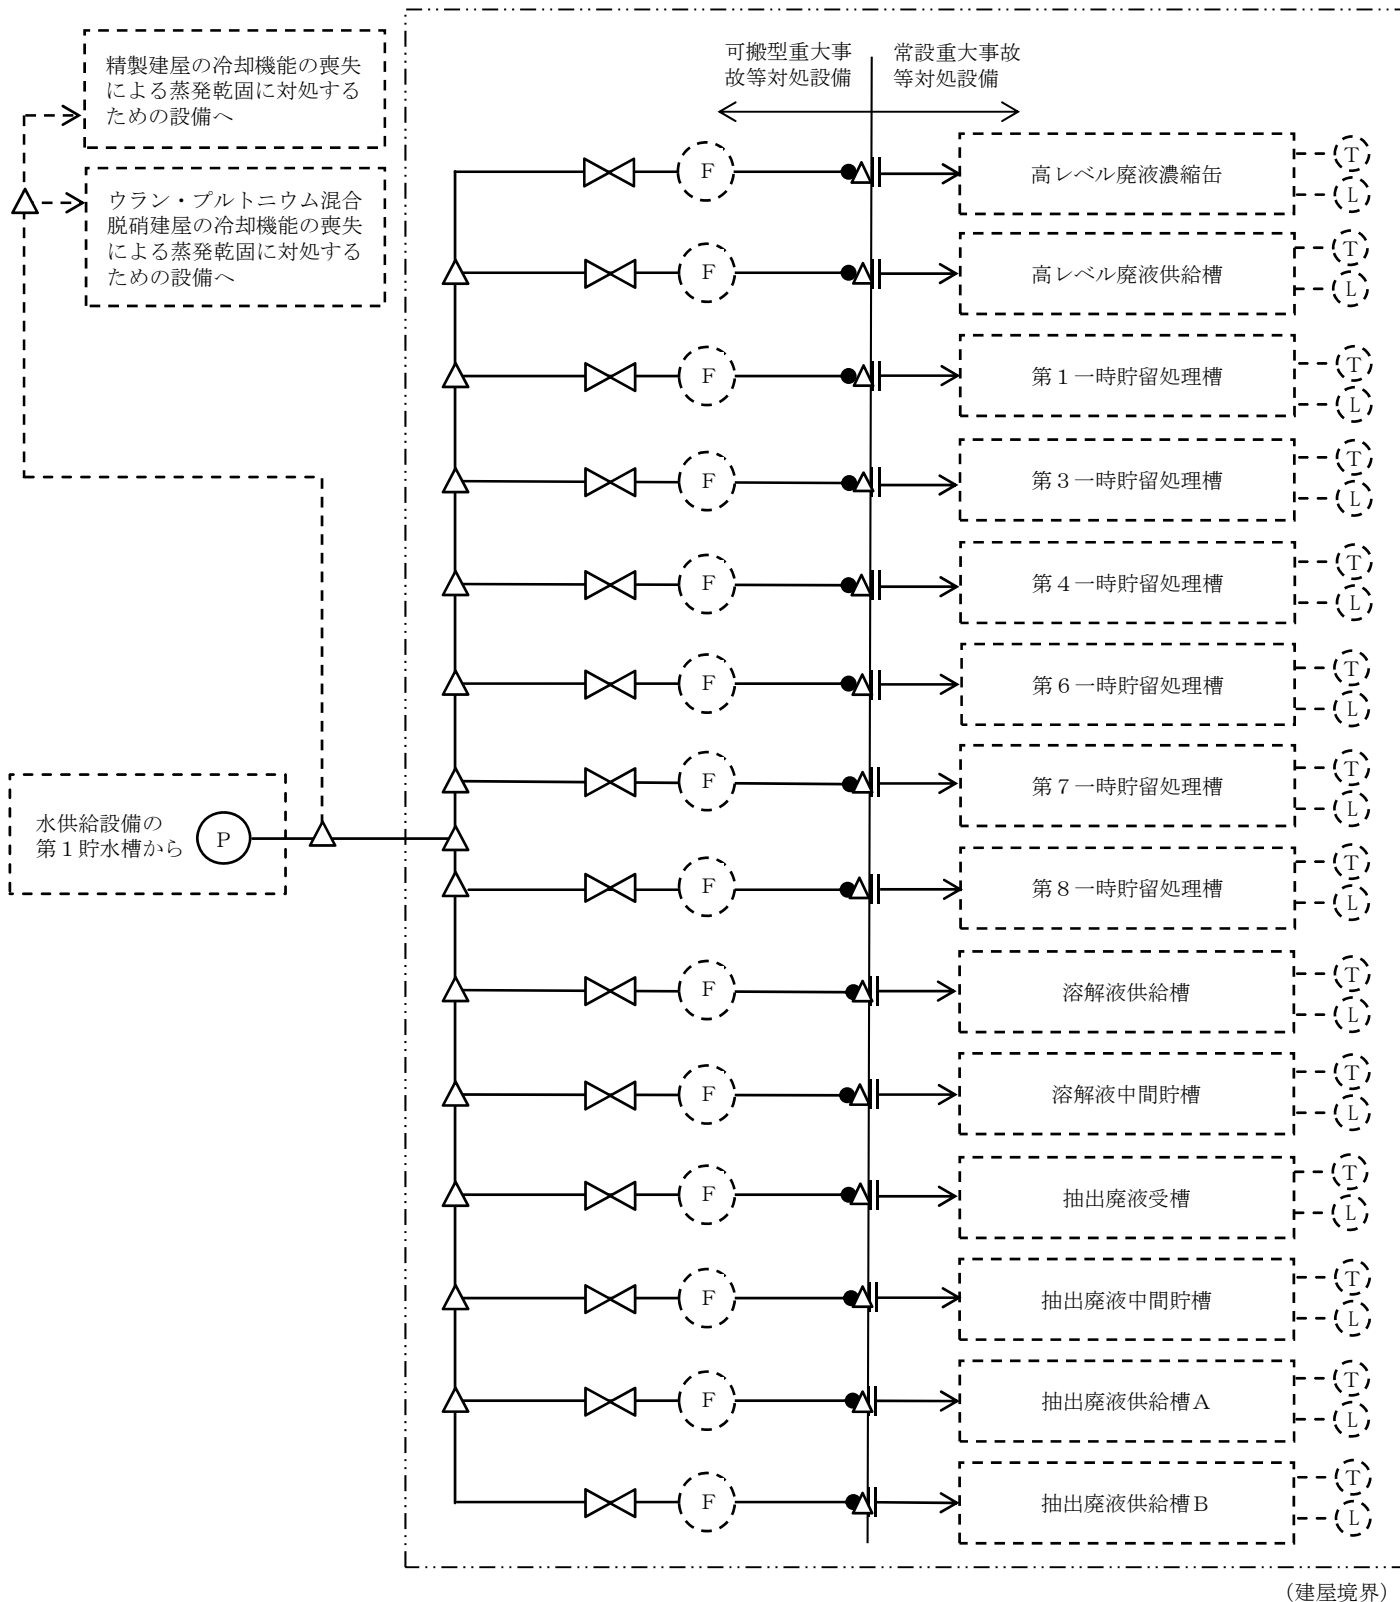 可搬型重大事
故等対処設備
常設重大事故
等対処設備
精製建屋の冷却機能の喪失
による蒸発乾固に対処する
ための設備へ
ウラン・プルトニウム混合
脱硝建屋の冷却機能の喪失
による蒸発乾固に対処する
ための設備へ
水供給設備の
第1貯水槽から
P
F
高レベル廃液濃縮缶
T
L
F
高レベル廃液供給槽
T
L
F
第1一時貯留処理槽
T
L
F
第3一時貯留処理槽
T
L
F
第4一時貯留処理槽
T
L
F
第6一時貯留処理槽
T
L
F
第7一時貯留処理槽
T
L
F
第8一時貯留処理槽
T
L
F
溶解液供給槽
T
L
F
溶解液中間貯槽
T
L
F
抽出廃液受槽
T
L
F
抽出廃液中間貯槽
T
L
F
抽出廃液供給槽A
T
L
F
抽出廃液供給槽B
T
L
（建屋境界）